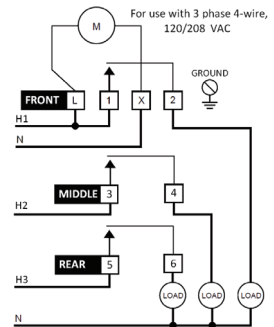 For use with 3 phase 4-wire,
120/208 VAC
M
GROUND
FRONT L 1 X 2
H1
N
MIDDLE 3 4
H2
REAR 5 6
H3
LOAD LOAD LOAD
N